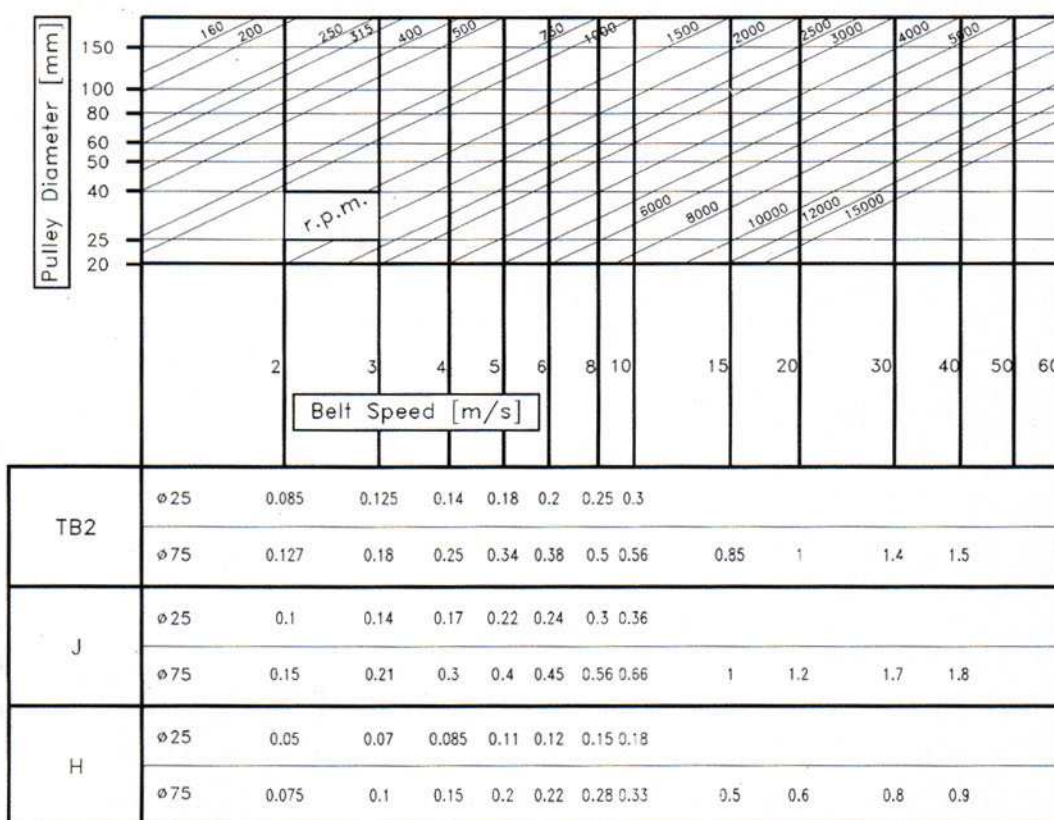 Pulley Diameter [mm]
160 200 250 315 400 500 750 1000 1500 2000 2500 3000 4000 5000
150
100
80
60
50
40
r.p.m. 6000 8000 10000 12000 15000
25
20
2 3 4 5 6 8 10 15 20 30 40 50 60
Belt Speed [m/s]
TB2
ø25 0.085 0.125 0.14 0.18 0.2 0.25 0.3
ø75 0.127 0.18 0.25 0.34 0.38 0.5 0.56 0.85 1 1.4 1.5
J
ø25 0.1 0.14 0.17 0.22 0.24 0.3 0.36
ø75 0.15 0.21 0.3 0.4 0.45 0.56 0.66 1 1.2 1.7 1.8
H
ø25 0.05 0.07 0.085 0.11 0.12 0.15 0.18
ø75 0.075 0.1 0.15 0.2 0.22 0.28 0.33 0.5 0.6 0.8 0.9